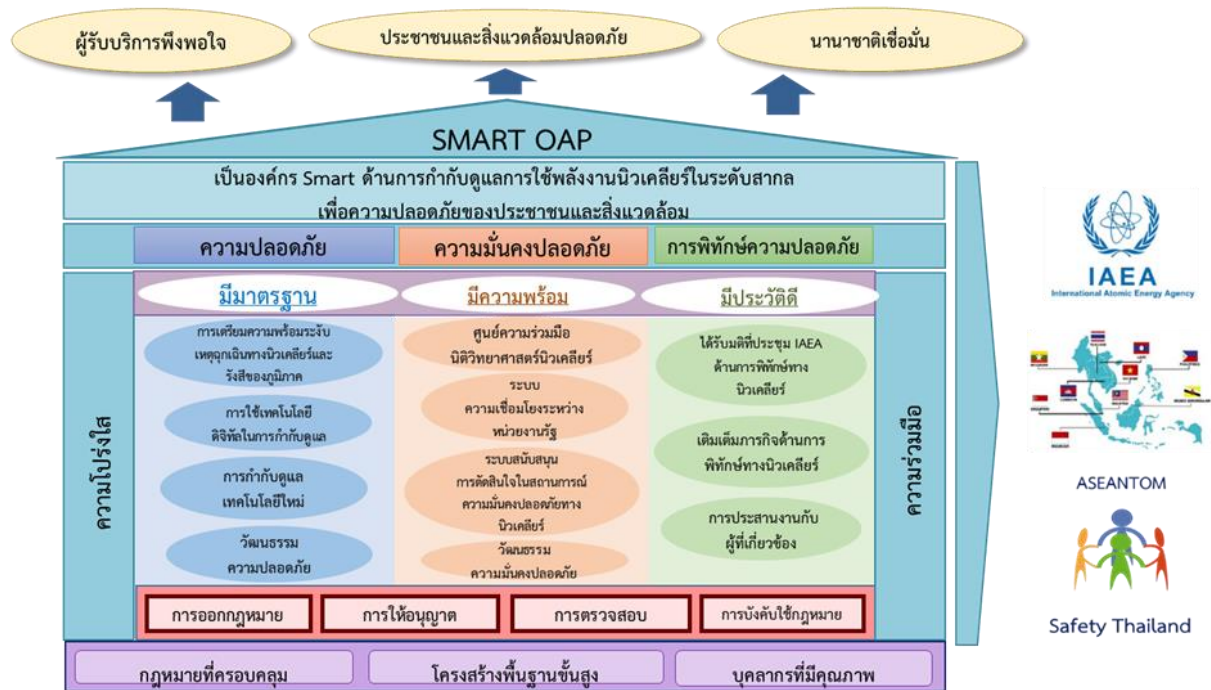 ผู้รับบริการพึงพอใจ
ประชาชนและสิ่งแวดล้อมปลอดภัย
นานาชาติเชื่อมั่น
SMART OAP
เป็นองค์กร Smart ด้านการกำกับดูแลการใช้พลังงานนิวเคลียร์ในระดับสากล
เพื่อความปลอดภัยของประชาชนและสิ่งแวดล้อม
ความปลอดภัย
ความมั่นคงปลอดภัย
การพิทักษ์ความปลอดภัย
ความโปร่งใส
มีมาตรฐาน
การเตรียมความพร้อมระงับ
เหตุฉุกเฉินทางนิวเคลียร์และ
รังสีของภูมิภาค
การใช้เทคโนโลยี
ดิจิทัลในการกำกับดูแล
การกำกับดูแล
เทคโนโลยีใหม่
วัฒนธรรม
ความปลอดภัย
มีความพร้อม
ศูนย์ความร่วมมือ
นิติวิทยาศาสตร์นิวเคลียร์
ระบบ
ความเชื่อมโยงระหว่าง
หน่วยงานรัฐ
ระบบสนับสนุน
การตัดสินใจในสถานการณ์
ความมั่นคงปลอดภัยทาง
นิวเคลียร์
วัฒนธรรม
ความมั่นคงปลอดภัย
มีประวัติดี
ได้รับมติที่ประชุม IAEA
ด้านการพิทักษ์ทาง
นิวเคลียร์
เติมเต็มภารกิจด้านการ
พิทักษ์ทางนิวเคลียร์
การประสานงานกับ
ผู้ที่เกี่ยวข้อง
ความร่วมมือ
การออกกฎหมาย
การให้อนุญาต
การตรวจสอบ
การบังคับใช้กฎหมาย
กฎหมายที่ครอบคลุม
โครงสร้างพื้นฐานขั้นสูง
บุคลากรที่มีคุณภาพ
IAEA
International Atomic Energy Agency
ASEANTOM
Safety Thailand